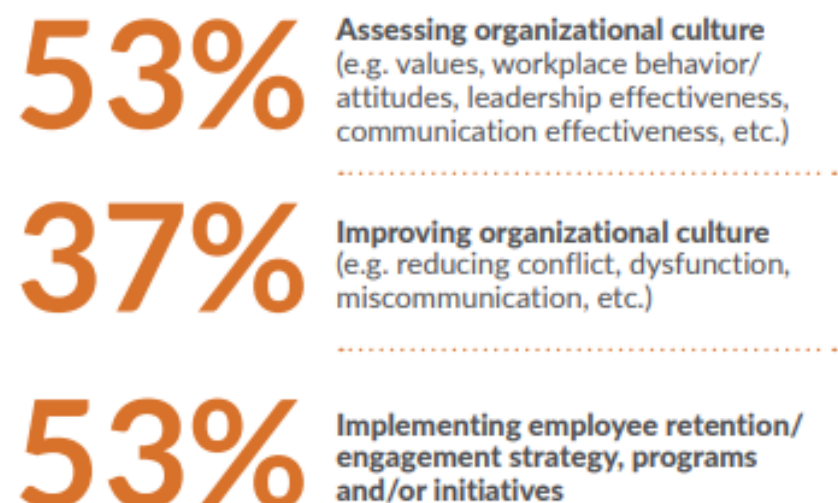 53%
Assessing organizational culture
(e.g. values, workplace behavior/
attitudes, leadership effectiveness,
communication effectiveness, etc.)
37%
Improving organizational culture
(e.g. reducing conflict, dysfunction,
miscommunication, etc.)
53%
Implementing employee retention/
engagement strategy, programs
and/or initiatives